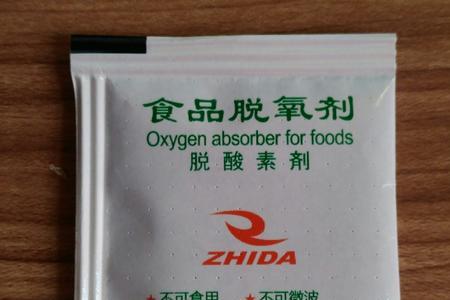 食品脱氧剂
Oxygen absorber for foods
脱酸素剤
ZHIDA
★不可食用 ★不可微波